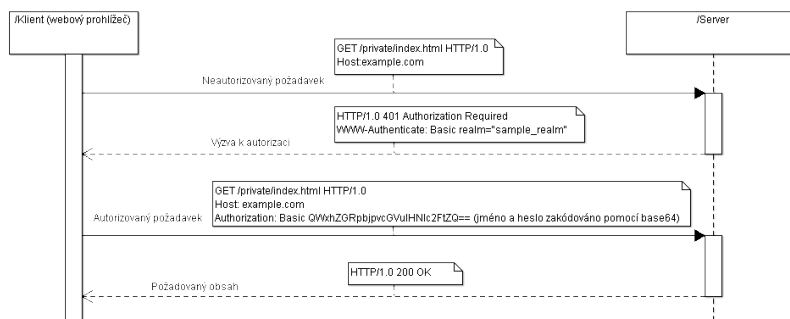 /Klient (webový prohlížeč)
/Server
GET /private/index.html HTTP/1.0
Host:example.com
Neautorizovaný požadavek
HTTP/1.0 401 Authorization Required
WWW-Authenticate: Basic realm="sample_realm"
Výzva k autorizaci
GET /private/index.html HTTP/1.0
Host: example.com
Authorization: Basic QWxhZGRpbjpvcGVuIHNlc2FtZQ== (jméno a heslo zakódováno pomocí base64)
Autorizovaný požadavek
HTTP/1.0 200 OK
Požadovaný obsah